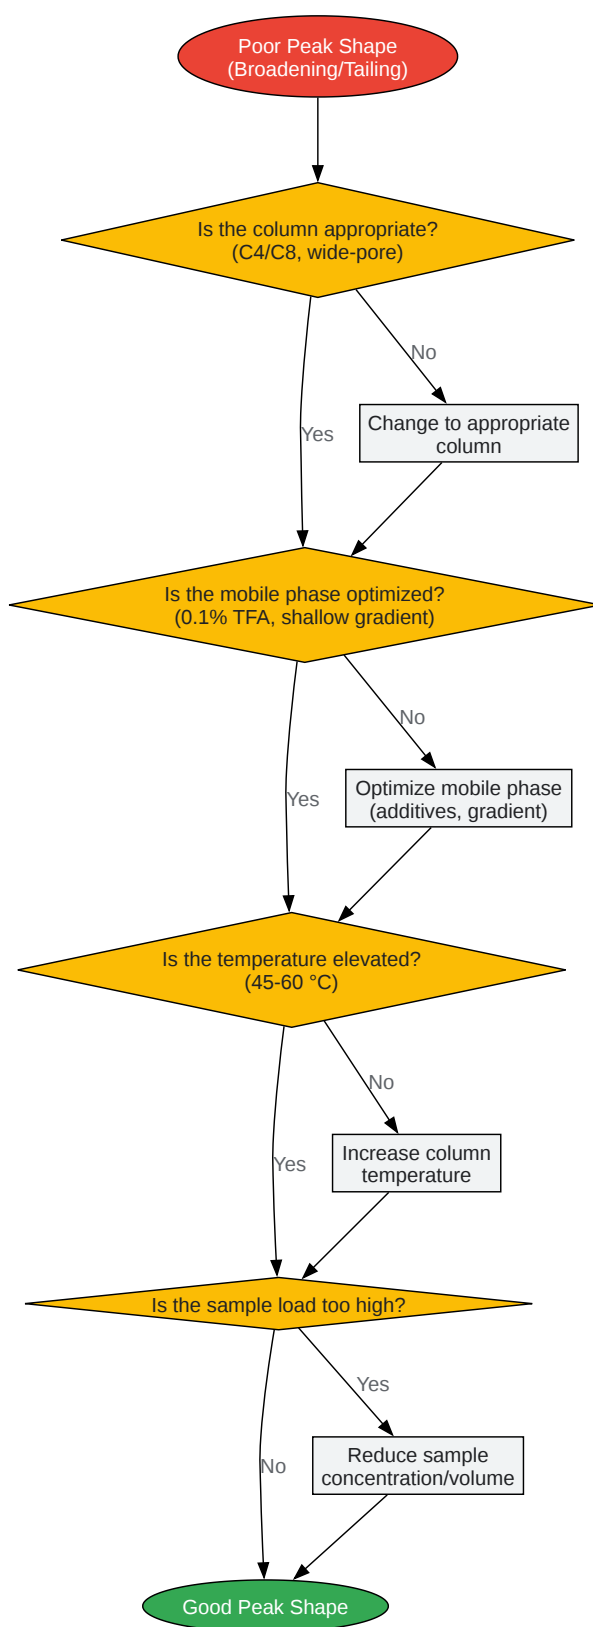 Poor Peak Shape
(Broadening/Tailing)
Is the column appropriate?
(C4/C8, wide-pore)
No
Yes
Change to appropriate
column
Is the mobile phase optimized?
(0.1% TFA, shallow gradient)
No
Yes
Optimize mobile phase
(additives, gradient)
Is the temperature elevated?
(45-60 °C)
No
Yes
Increase column
temperature
Is the sample load too high?
Yes
No
Reduce sample
concentration/volume
Good Peak Shape